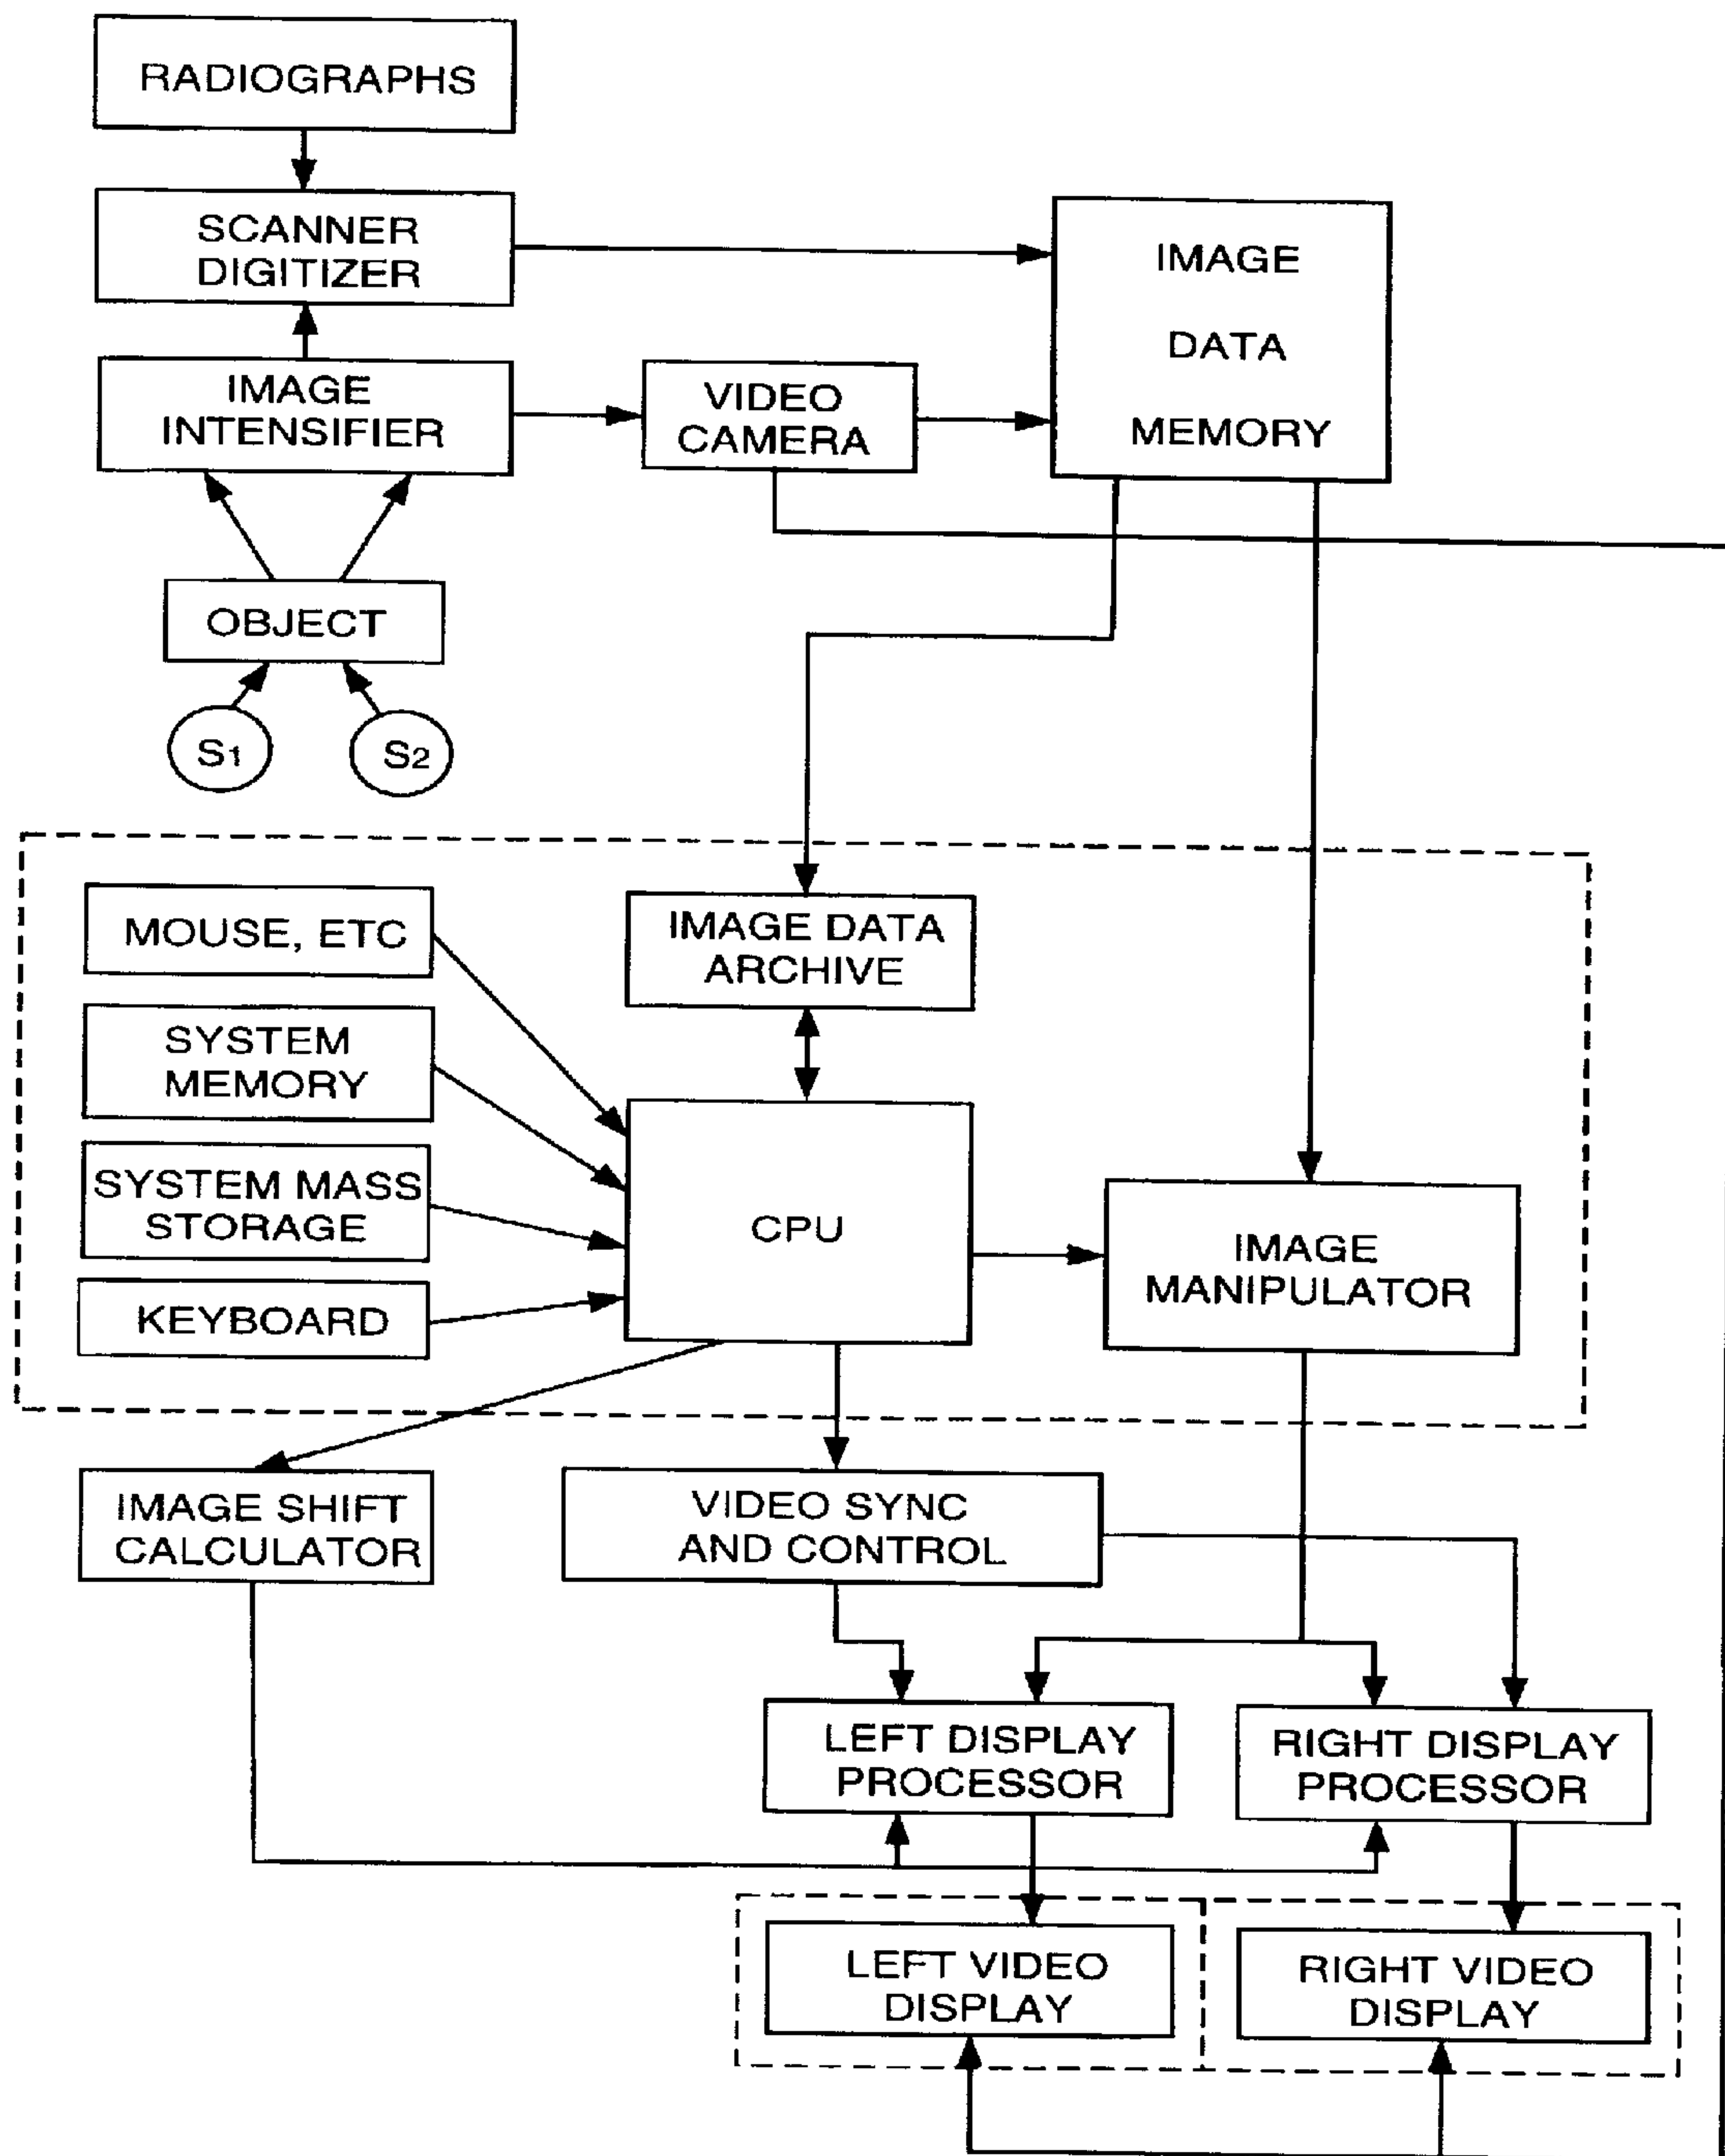 RADIOGRAPHS
SCANNER
DIGITIZER
IMAGE
DATA
MEMORY
IMAGE
INTENSIFIER
VIDEO
CAMERA
OBJECT
S1
S2
MOUSE, ETC
IMAGE DATA
ARCHIVE
SYSTEM
MEMORY
SYSTEM MASS
STORAGE
CPU
IMAGE
MANIPULATOR
KEYBOARD
IMAGE SHIFT
CALCULATOR
VIDEO SYNC
AND CONTROL
LEFT DISPLAY
PROCESSOR
RIGHT DISPLAY
PROCESSOR
LEFT VIDEO
DISPLAY
RIGHT VIDEO
DISPLAY